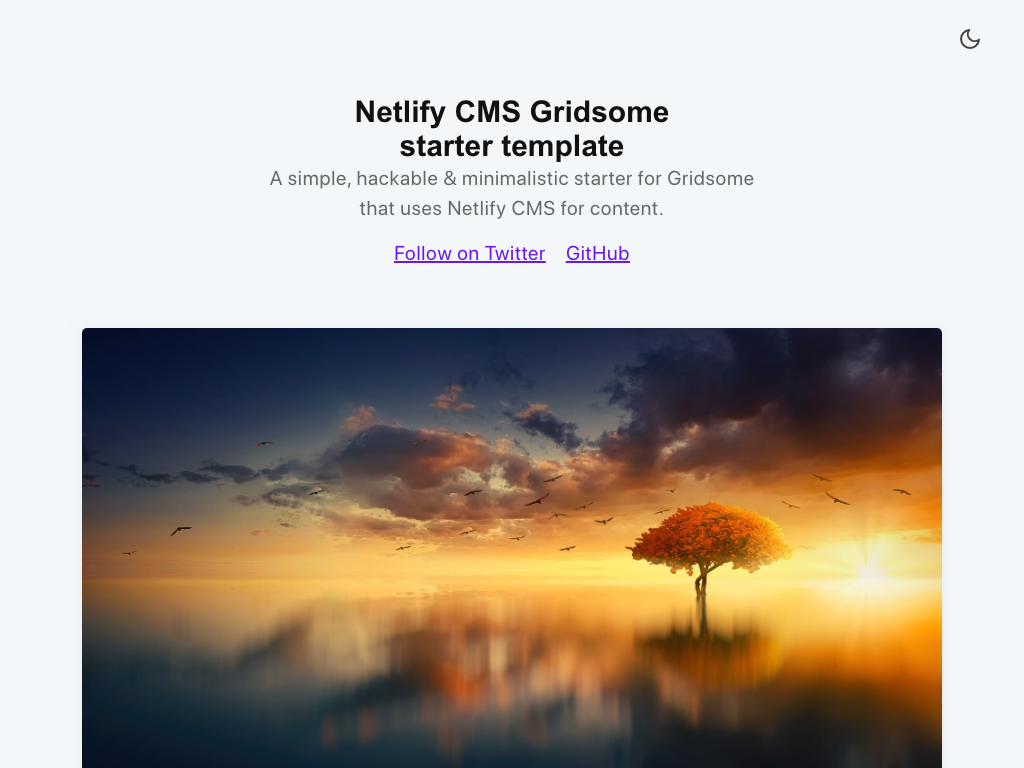 Netlify CMS Gridsome
starter template
A simple, hackable & minimalistic starter for Gridsome
that uses Netlify CMS for content.
Follow on Twitter GitHub